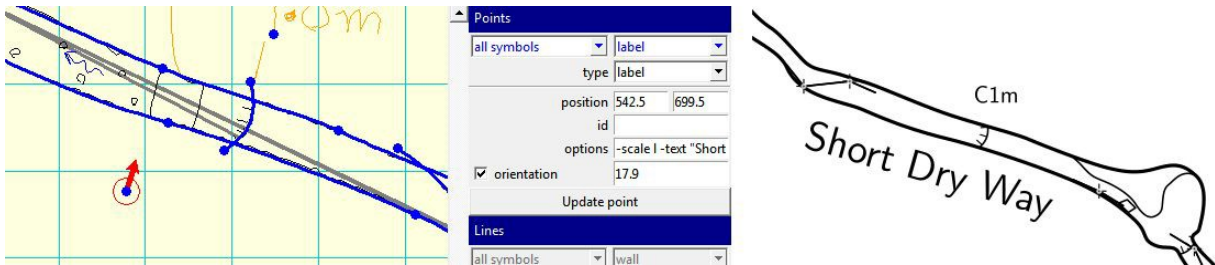 .0m
Points
all symbols label
type label
position 542.5 699.5
id
options -scale l -text "Short
orientation 17.9
Update point
Lines
all symbols wall
C1m
Short Dry Way